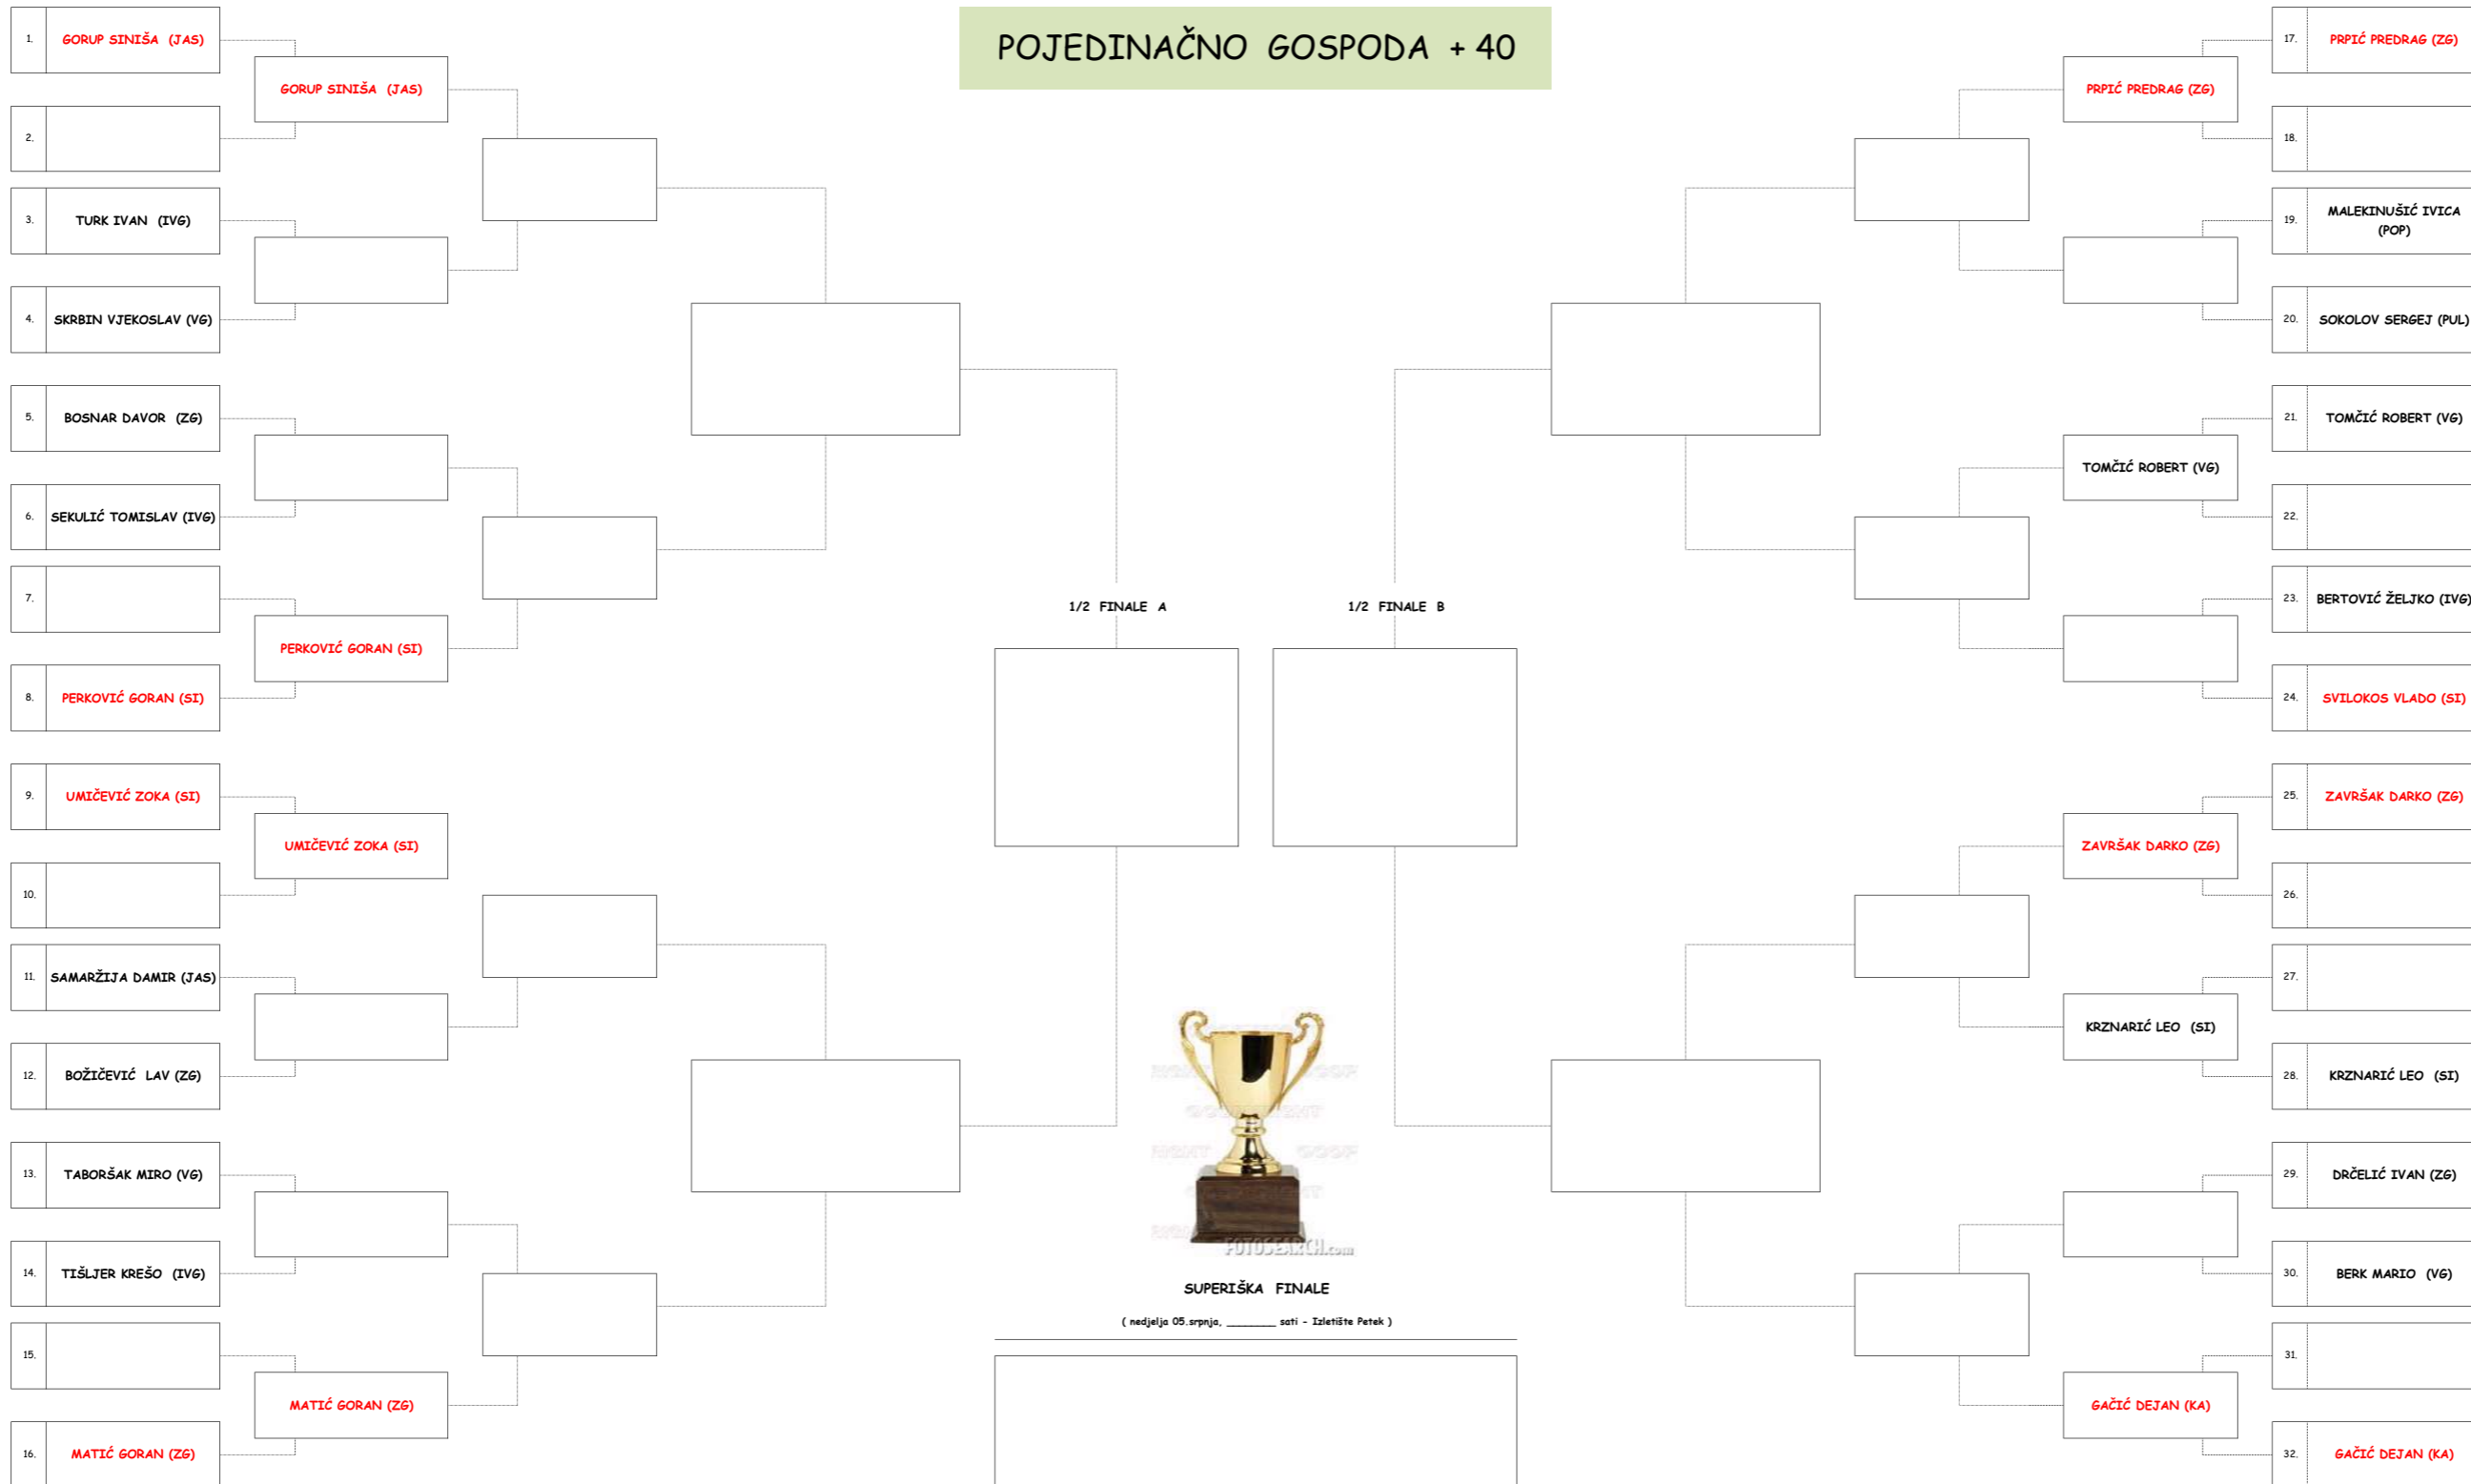 POJEDINAČNO GOSPODA + 40
1. GORUP SINIŠA (JAS)
GORUP SINIŠA (JAS)
2.
3. TURK IVAN (IVG)
4. SKRBIN VJEKOSLAV (VG)
5. BOSNAR DAVOR (ZG)
6. SEKULIĆ TOMISLAV (IVG)
7.
PERKOVIĆ GORAN (SI)
8. PERKOVIĆ GORAN (SI)
9. UMIČEVIĆ ZOKA (SI)
UMIČEVIĆ ZOKA (SI)
10.
11. SAMARŽIJA DAMIR (JAS)
12. BOŽIČEVIĆ LAV (ZG)
13. TABORŠAK MIRO (VG)
14. TIŠLJER KREŠO (IVG)
15.
MATIĆ GORAN (ZG)
16. MATIĆ GORAN (ZG)
1/2 FINALE A
1/2 FINALE B
FOTOSEARCH.com
SUPERIŠKA FINALE
( nedjelja 05.srpnja, ________ sati - Izletište Petek )
17. PRPIĆ PREDRAG (ZG)
PRPIĆ PREDRAG (ZG)
18.
19. MALEKINUŠIĆ IVICA
(POP)
20. SOKOLOV SERGEJ (PUL)
21. TOMČIĆ ROBERT (VG)
TOMČIĆ ROBERT (VG)
22.
23. BERTOVIĆ ŽELJKO (IVG)
24. SVILOKOS VLADO (SI)
25. ZAVRŠAK DARKO (ZG)
ZAVRŠAK DARKO (ZG)
26.
27.
KRZNARIĆ LEO (SI)
28. KRZNARIĆ LEO (SI)
29. DRČELIĆ IVAN (ZG)
30. BERK MARIO (VG)
31.
GAČIĆ DEJAN (KA)
32. GAČIĆ DEJAN (KA)